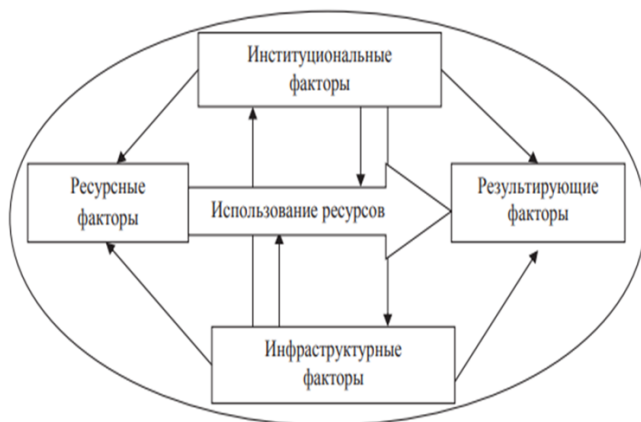 Институциональные
факторы
Ресурсные
факторы
Использование ресурсов
Результирующие
факторы
Инфраструктурные
факторы